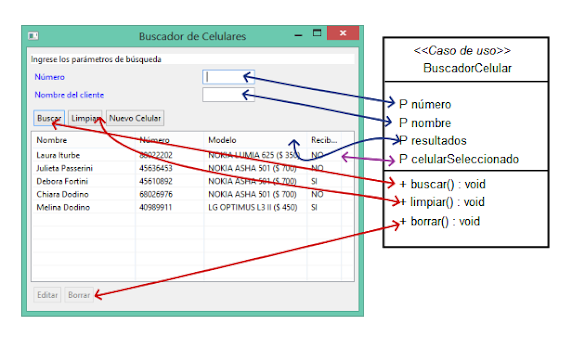 Buscador de Celulares
Ingrese los parámetros de búsqueda
Número
Nombre del cliente
Buscar Limpiar Nuevo Celular
Nombre Número Modelo Recib...
Laura Iturbe 68022202 NOKIA LUMIA 625 ($ 350) NO
Julieta Passerini 45636453 NOKIA ASHA 501 ($ 700) NO
Debora Fortini 45610892 NOKIA ASHA 501 ($ 700) SI
Chiara Dodino 68026976 NOKIA ASHA 501 ($ 700) NO
Melina Dodino 40989911 LG OPTIMUS L3 II ($ 450) SI
Editar Borrar
<<Caso de uso>>
BuscadorCelular
P número
P nombre
P resultados
P celularSeleccionado
+ buscar() : void
+ limpiar() : void
+ borrar() : void